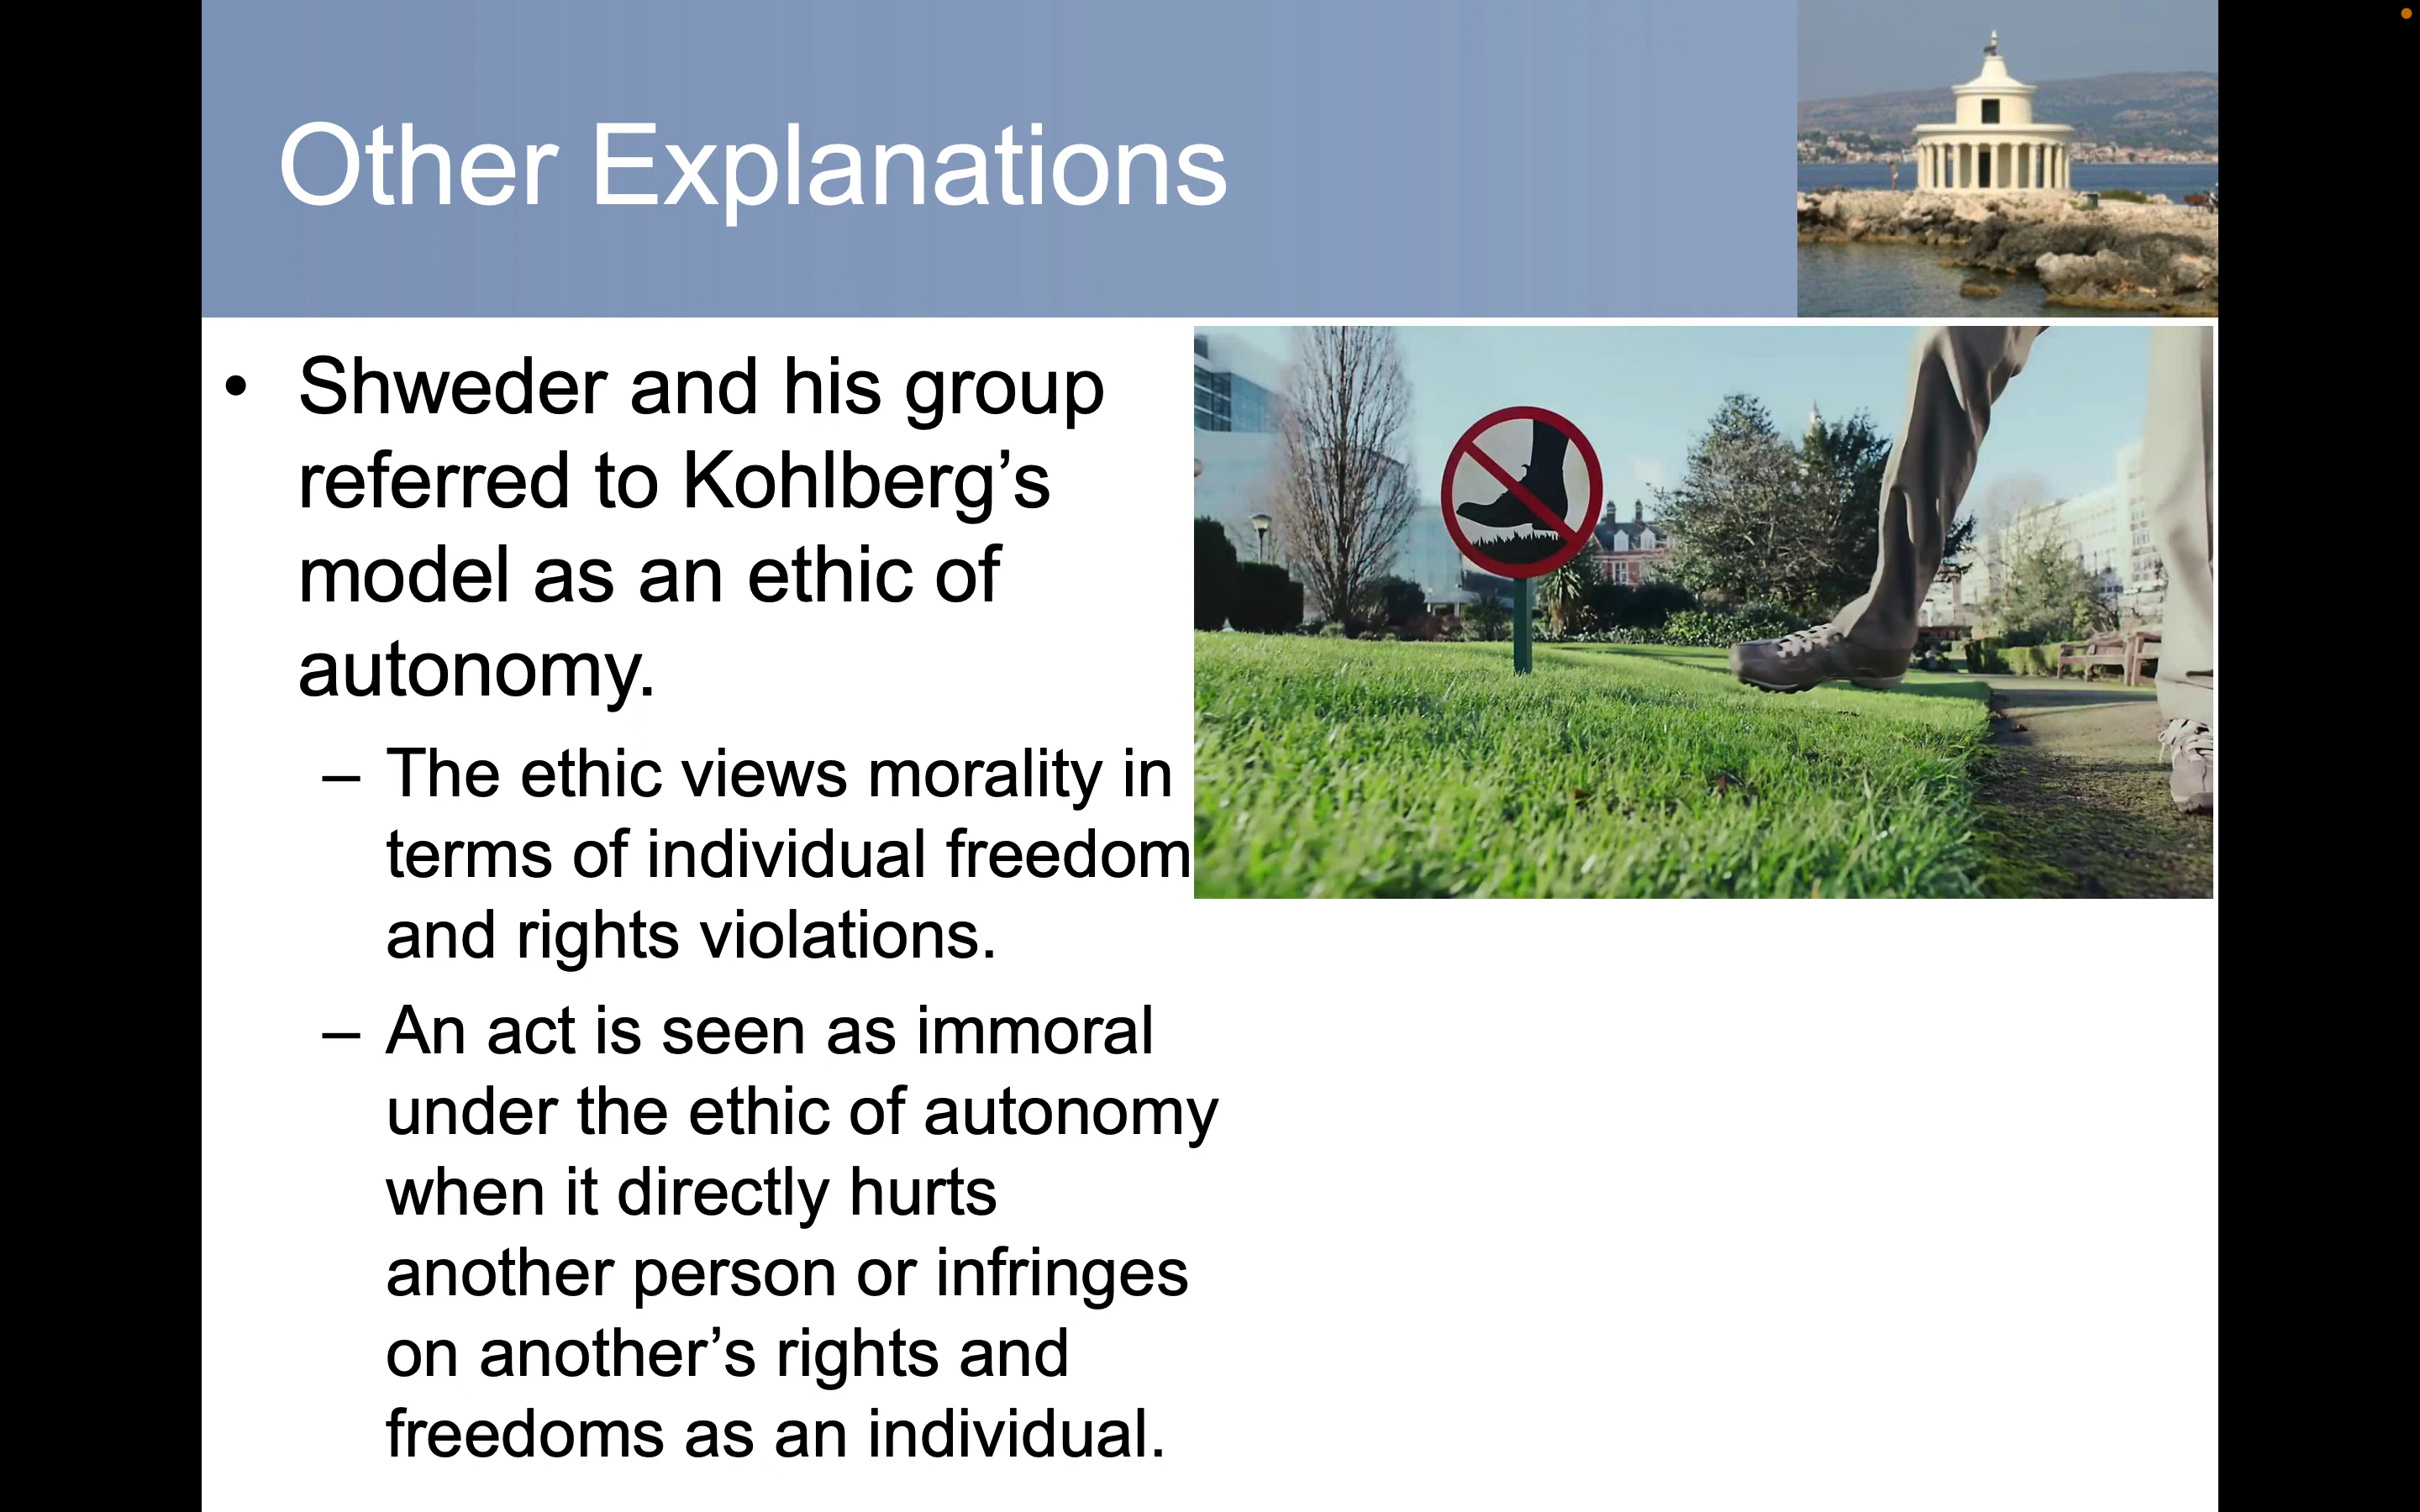 Other Explanations
• Shweder and his group
referred to Kohlberg’s
model as an ethic of
autonomy.
– The ethic views morality in
terms of individual freedom
and rights violations.
– An act is seen as immoral
under the ethic of autonomy
when it directly hurts
another person or infringes
on another’s rights and
freedoms as an individual.